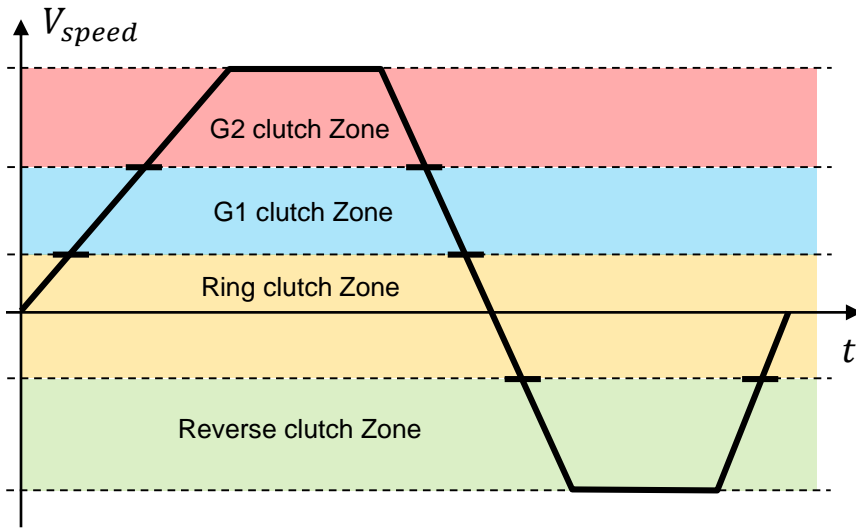 V_speed
G2 clutch Zone
G1 clutch Zone
Ring clutch Zone
t
Reverse clutch Zone